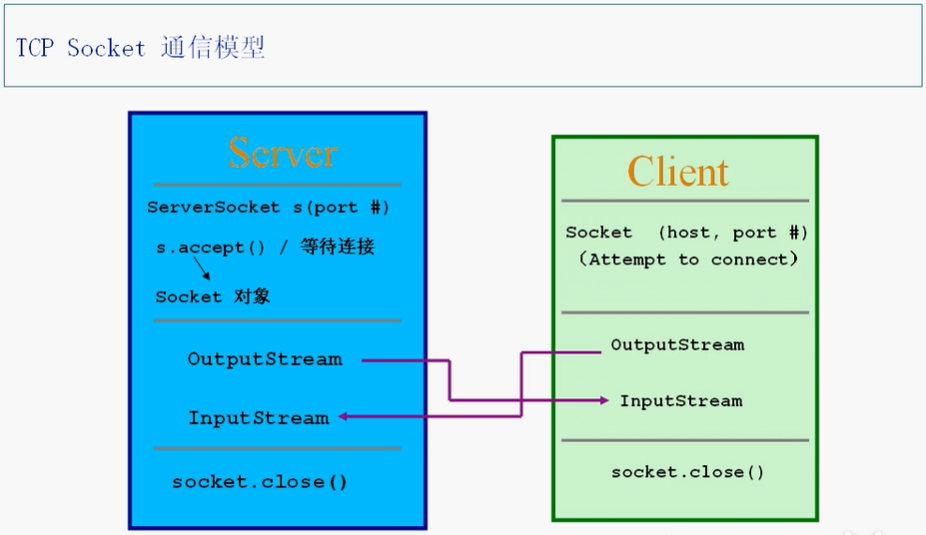 TCP Socket 通信模型
Server
ServerSocket s(port #)
s.accept() / 等待连接
Socket 对象
OutputStream
InputStream
socket.close()
Client
Socket (host, port #)
(Attempt to connect)
OutputStream
InputStream
socket.close()